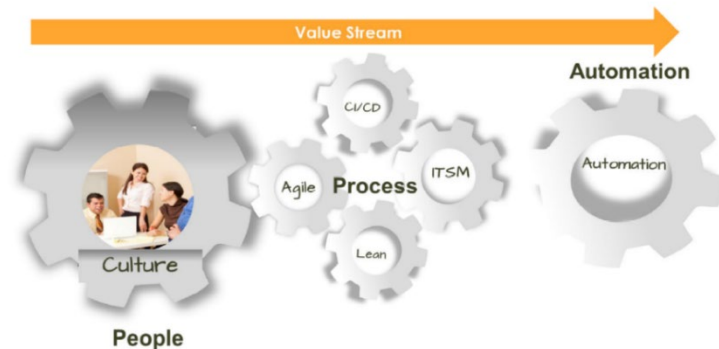 Value Stream
Automation
CI/CD
Automation
ITSM
Agile
Process
Lean
Culture
People